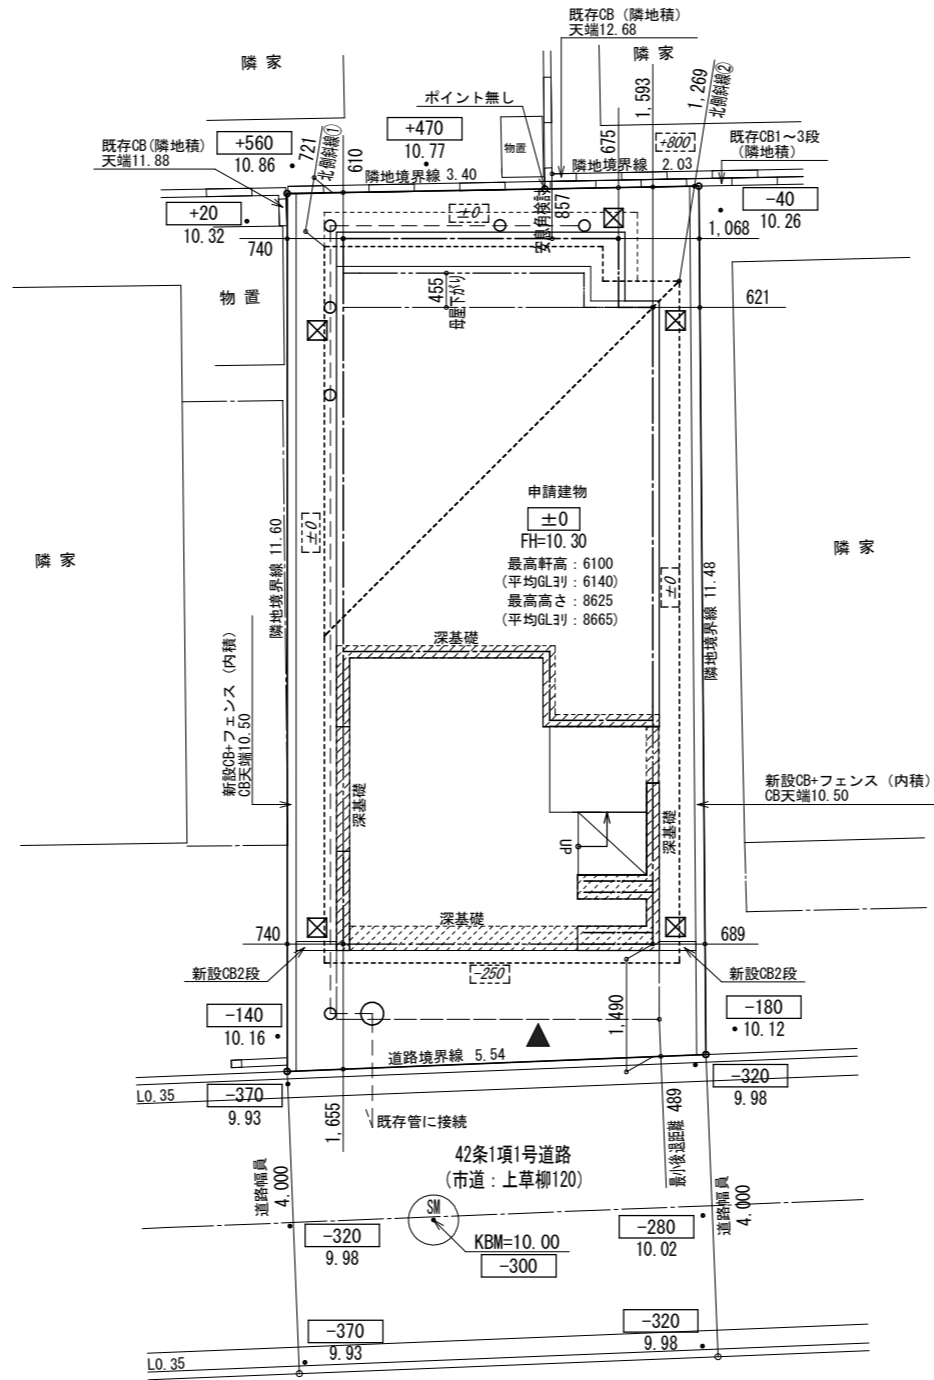 既存CB（隣地積）
天端12.68
隣 家
隣 家
1,593
1,269
北側斜線②
ポイント無し
+560
10.86
721
北側斜線①
610
+470
10.77
物置
675
+800
既存CB1～3段
（隣地積）
既存CB(隣地積)
天端11.88
隣地境界線 3.40
隣地境界線 2.03
+20
10.32
±0
安息角検討
857
-40
10.26
1,068
740
物 置
455
母屋下がり
621
申請建物
±0
FH=10.30
最高軒高：6100
(平均GLﾖﾘ：6140)
最高高さ：8625
(平均GLﾖﾘ：8665)
隣 家
隣 家
±0
±0
隣地境界線 11.60
隣地境界線 11.48
新設CB+フェンス（内積）
CB天端10.50
深基礎
深基礎
深基礎
新設CB+フェンス（内積）
CB天端10.50
UP
深基礎
740
689
新設CB2段
-250
新設CB2段
-140
10.16
1,490
-180
10.12
道路境界線 5.54
L0.35
-370
9.93
1,655
既存管に接続
最小後退距離 489
-320
9.98
42条1項1号道路
(市道：上草柳120)
道路幅員
4.000
道路幅員
4.000
SM
-320
9.98
KBM=10.00
-300
-280
10.02
-370
9.93
-320
9.98
L0.35